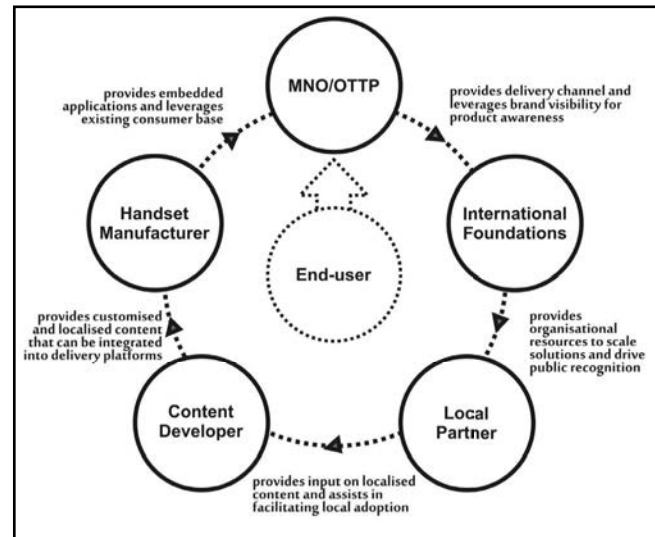 MNO/OTTP
provides embedded
applications and leverages
existing consumer base
provides delivery channel and
leverages brand visibility for
product awareness
Handset
Manufacturer
International
Foundations
End-user
provides customised
and localised content
that can be integrated
into delivery platforms
provides
organisational
resources to scale
solutions and drive
public recognition
Content
Developer
Local
Partner
provides input on localised
content and assists in
facilitating local adoption